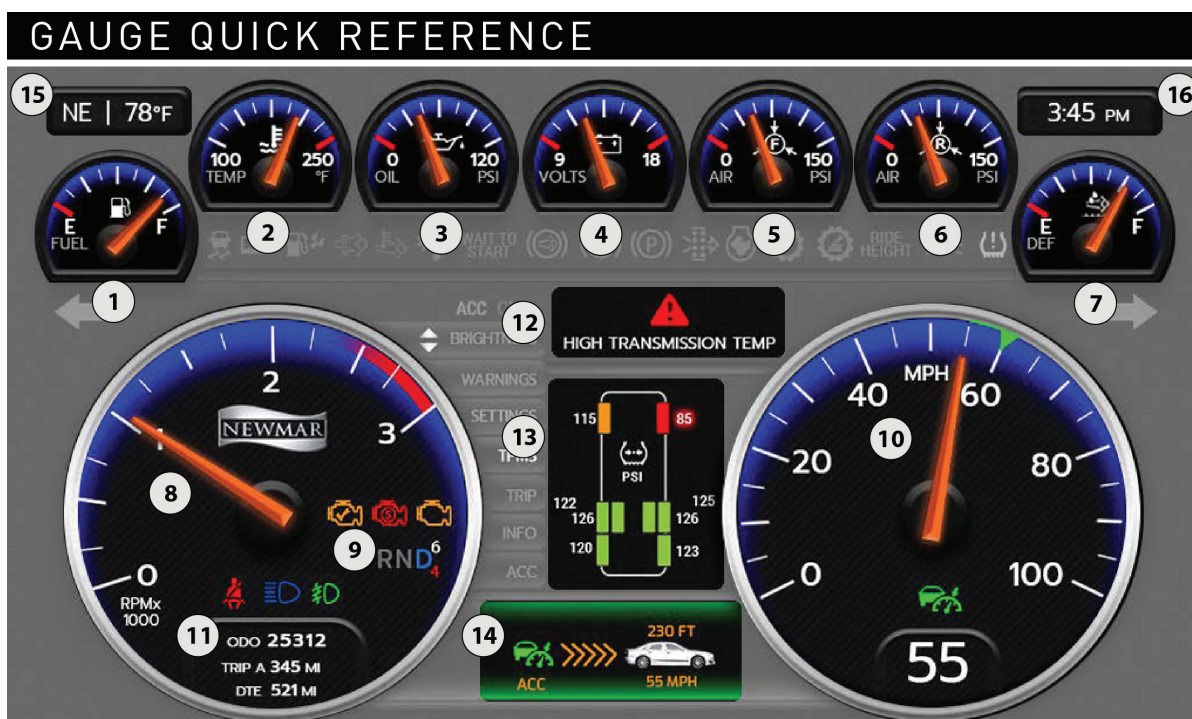 GAUGE QUICK REFERENCE
15
NE | 78°F
16
3:45 PM
100 250
TEMP °F
2
0 120
OIL PSI
3
9 18
VOLTS
4
F
0 150
AIR PSI
5
R
0 150
AIR PSI
6
E F
FUEL
1
E F
DEF
7
WAIT TO
START
P
RIDE
HEIGHT
ACC
BRIGHTN
WARNINGS
SETTINGS
TPMS
TRIP
INFO
ACC
12
HIGH TRANSMISSION TEMP
13
115 85
PSI
122 125
126 126
120 123
0 1 2 3
RPMx
1000
NEWMAR
8
S
9
RND 6
4
11
ODO 25312
TRIP A 345 MI
DTE 521 MI
14
230 FT
ACC 55 MPH
MPH
0 20 40 60 80 100
10
55